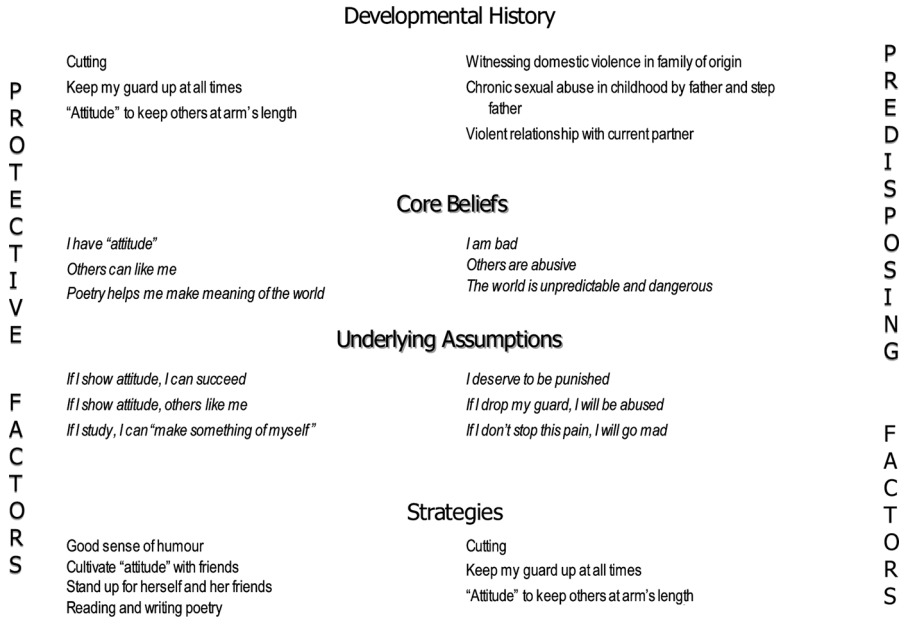 Developmental History
PROTECTIVE FACTORS
Cutting
Keep my guard up at all times
“Attitude” to keep others at arm’s length
Witnessing domestic violence in family of origin
Chronic sexual abuse in childhood by father and step
father
Violent relationship with current partner
PREDISPOSING FACTORS
Core Beliefs
I have “attitude”
Others can like me
Poetry helps me make meaning of the world
I am bad
Others are abusive
The world is unpredictable and dangerous
Underlying Assumptions
If I show attitude, I can succeed
If I show attitude, others like me
If I study, I can “make something of myself”
I deserve to be punished
If I drop my guard, I will be abused
If I don’t stop this pain, I will go mad
Strategies
Good sense of humour
Cultivate “attitude” with friends
Stand up for herself and her friends
Reading and writing poetry
Cutting
Keep my guard up at all times
“Attitude” to keep others at arm’s length